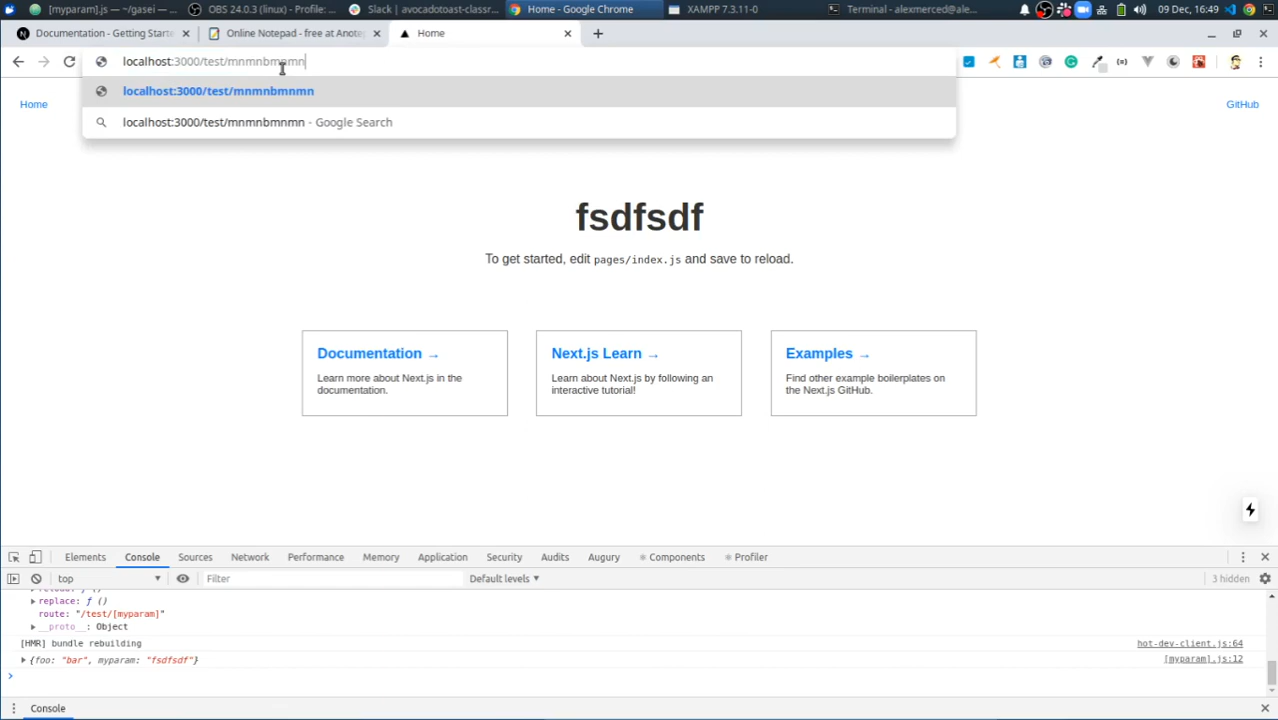 [myparam].js — ~/gasei — ...
OBS 24.0.3 (linux) - Profile: ...
Slack | avocadotoast-classr...
Home - Google Chrome
XAMPP 7.3.11-0
Terminal - alexmerced@ale...
09 Dec, 16:49
Documentation - Getting Starte
Online Notepad - free at Anote
Home
localhost:3000/test/mnmnbmnmn
localhost:3000/test/mnmnbmnmn
localhost:3000/test/mnmnbmnmn - Google Search
Home
GitHub
fsdfsdf
To get started, edit pages/index.js and save to reload.
Documentation →
Learn more about Next.js in the
documentation.
Next.js Learn →
Learn about Next.js by following an
interactive tutorial!
Examples →
Find other example boilerplates on
the Next.js GitHub.
Elements
Console
Sources
Network
Performance
Memory
Application
Security
Audits
Augury
Components
Profiler
top
Filter
Default levels
3 hidden
reload: ƒ ()
replace: ƒ ()
route: "/test/[myparam]"
__proto__: Object
[HMR] bundle rebuilding
hot-dev-client.js:64
{foo: "bar", myparam: "fsdfsdf"}
[myparam].js:12
Console